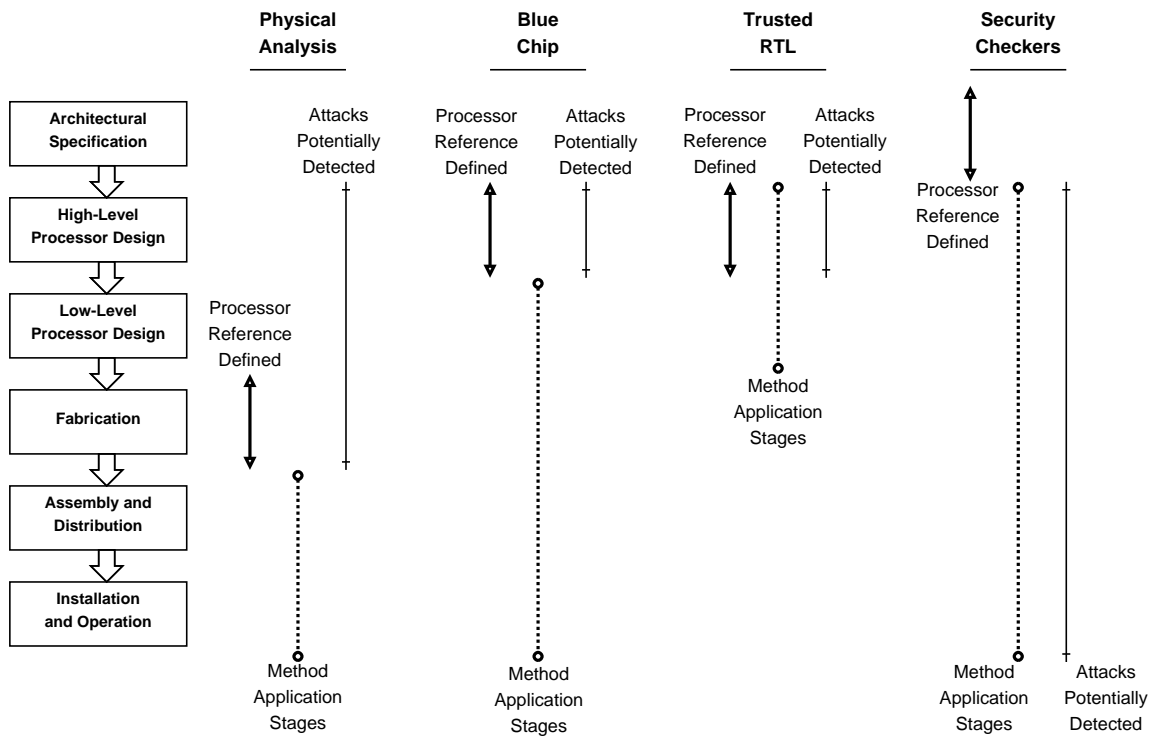 Physical
Analysis
Blue
Chip
Trusted
RTL
Security
Checkers
Architectural
Specification
High-Level
Processor Design
Low-Level
Processor Design
Fabrication
Assembly and
Distribution
Installation
and Operation
Attacks
Potentially
Detected
Processor
Reference
Defined
Method
Application
Stages
Processor
Reference
Defined
Attacks
Potentially
Detected
Method
Application
Stages
Processor
Reference
Defined
Attacks
Potentially
Detected
Method
Application
Stages
Processor
Reference
Defined
Method
Application
Stages
Attacks
Potentially
Detected